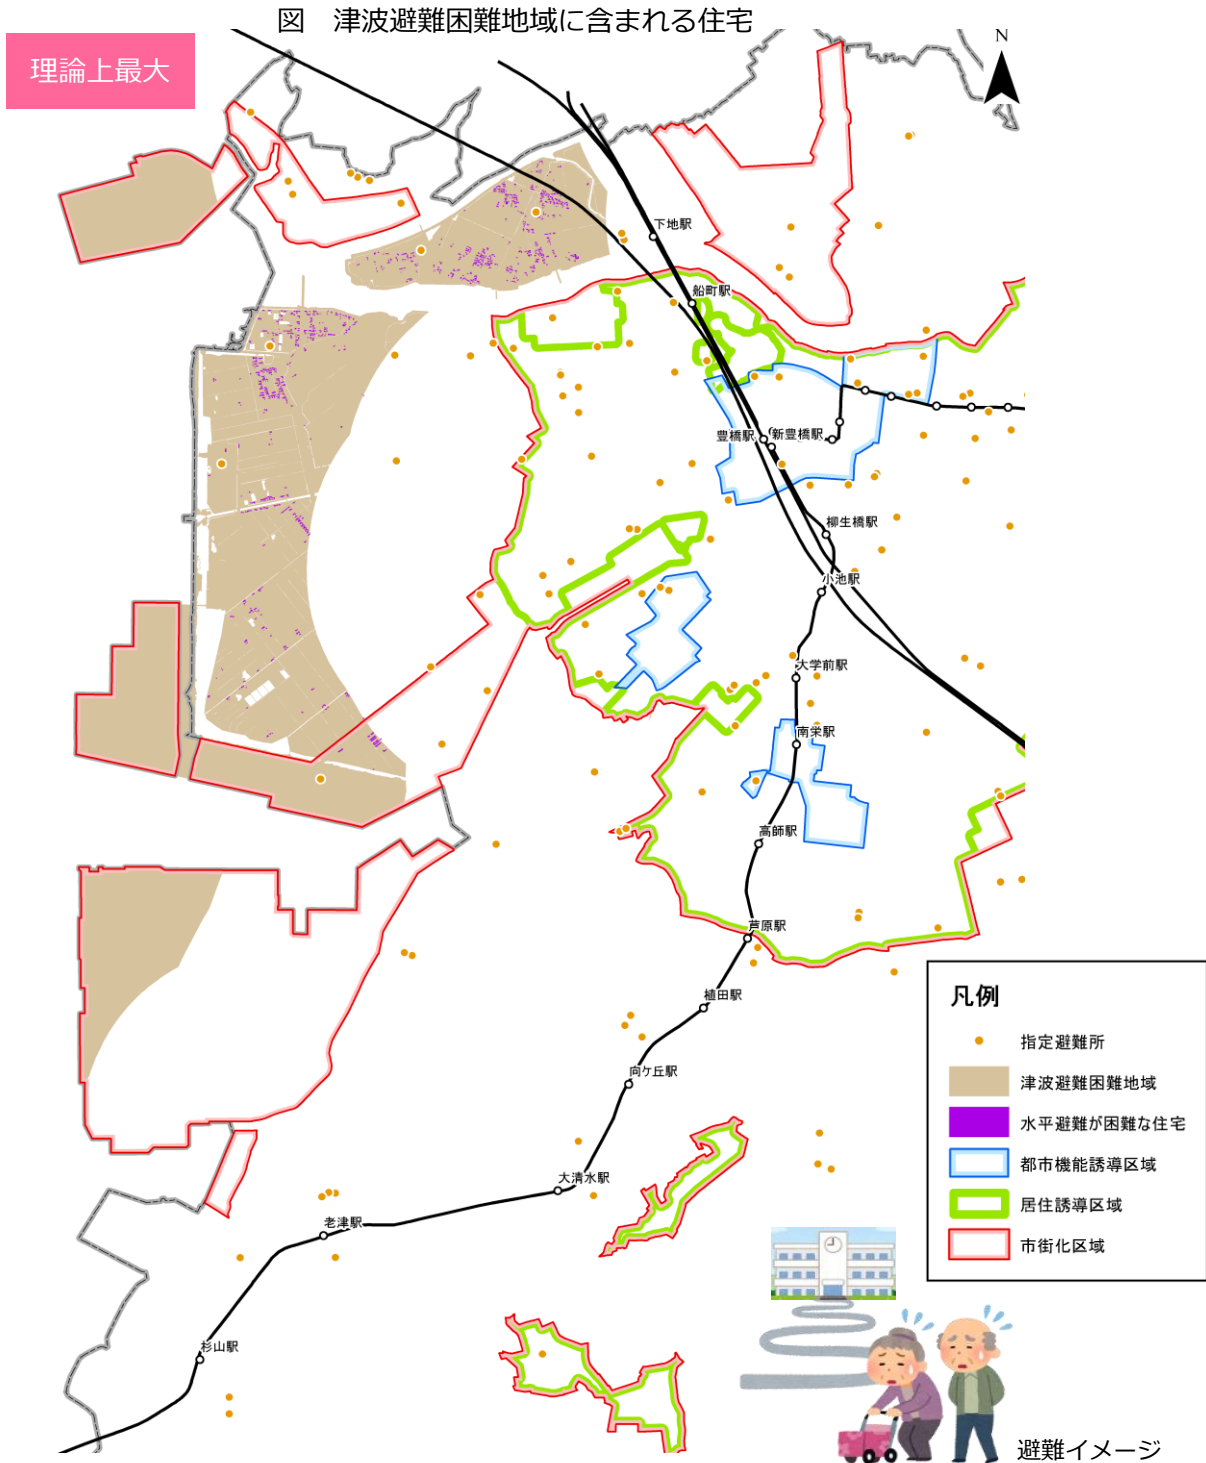 図　津波避難困難地域に含まれる住宅
理論上最大
N
下地駅
船町駅
豊橋駅
新豊橋駅
柳生橋駅
小池駅
大学前駅
南栄駅
高師駅
芦原駅
植田駅
向ケ丘駅
大清水駅
老津駅
杉山駅
凡例
指定避難所
津波避難困難地域
水平避難が困難な住宅
都市機能誘導区域
居住誘導区域
市街化区域
避難イメージ